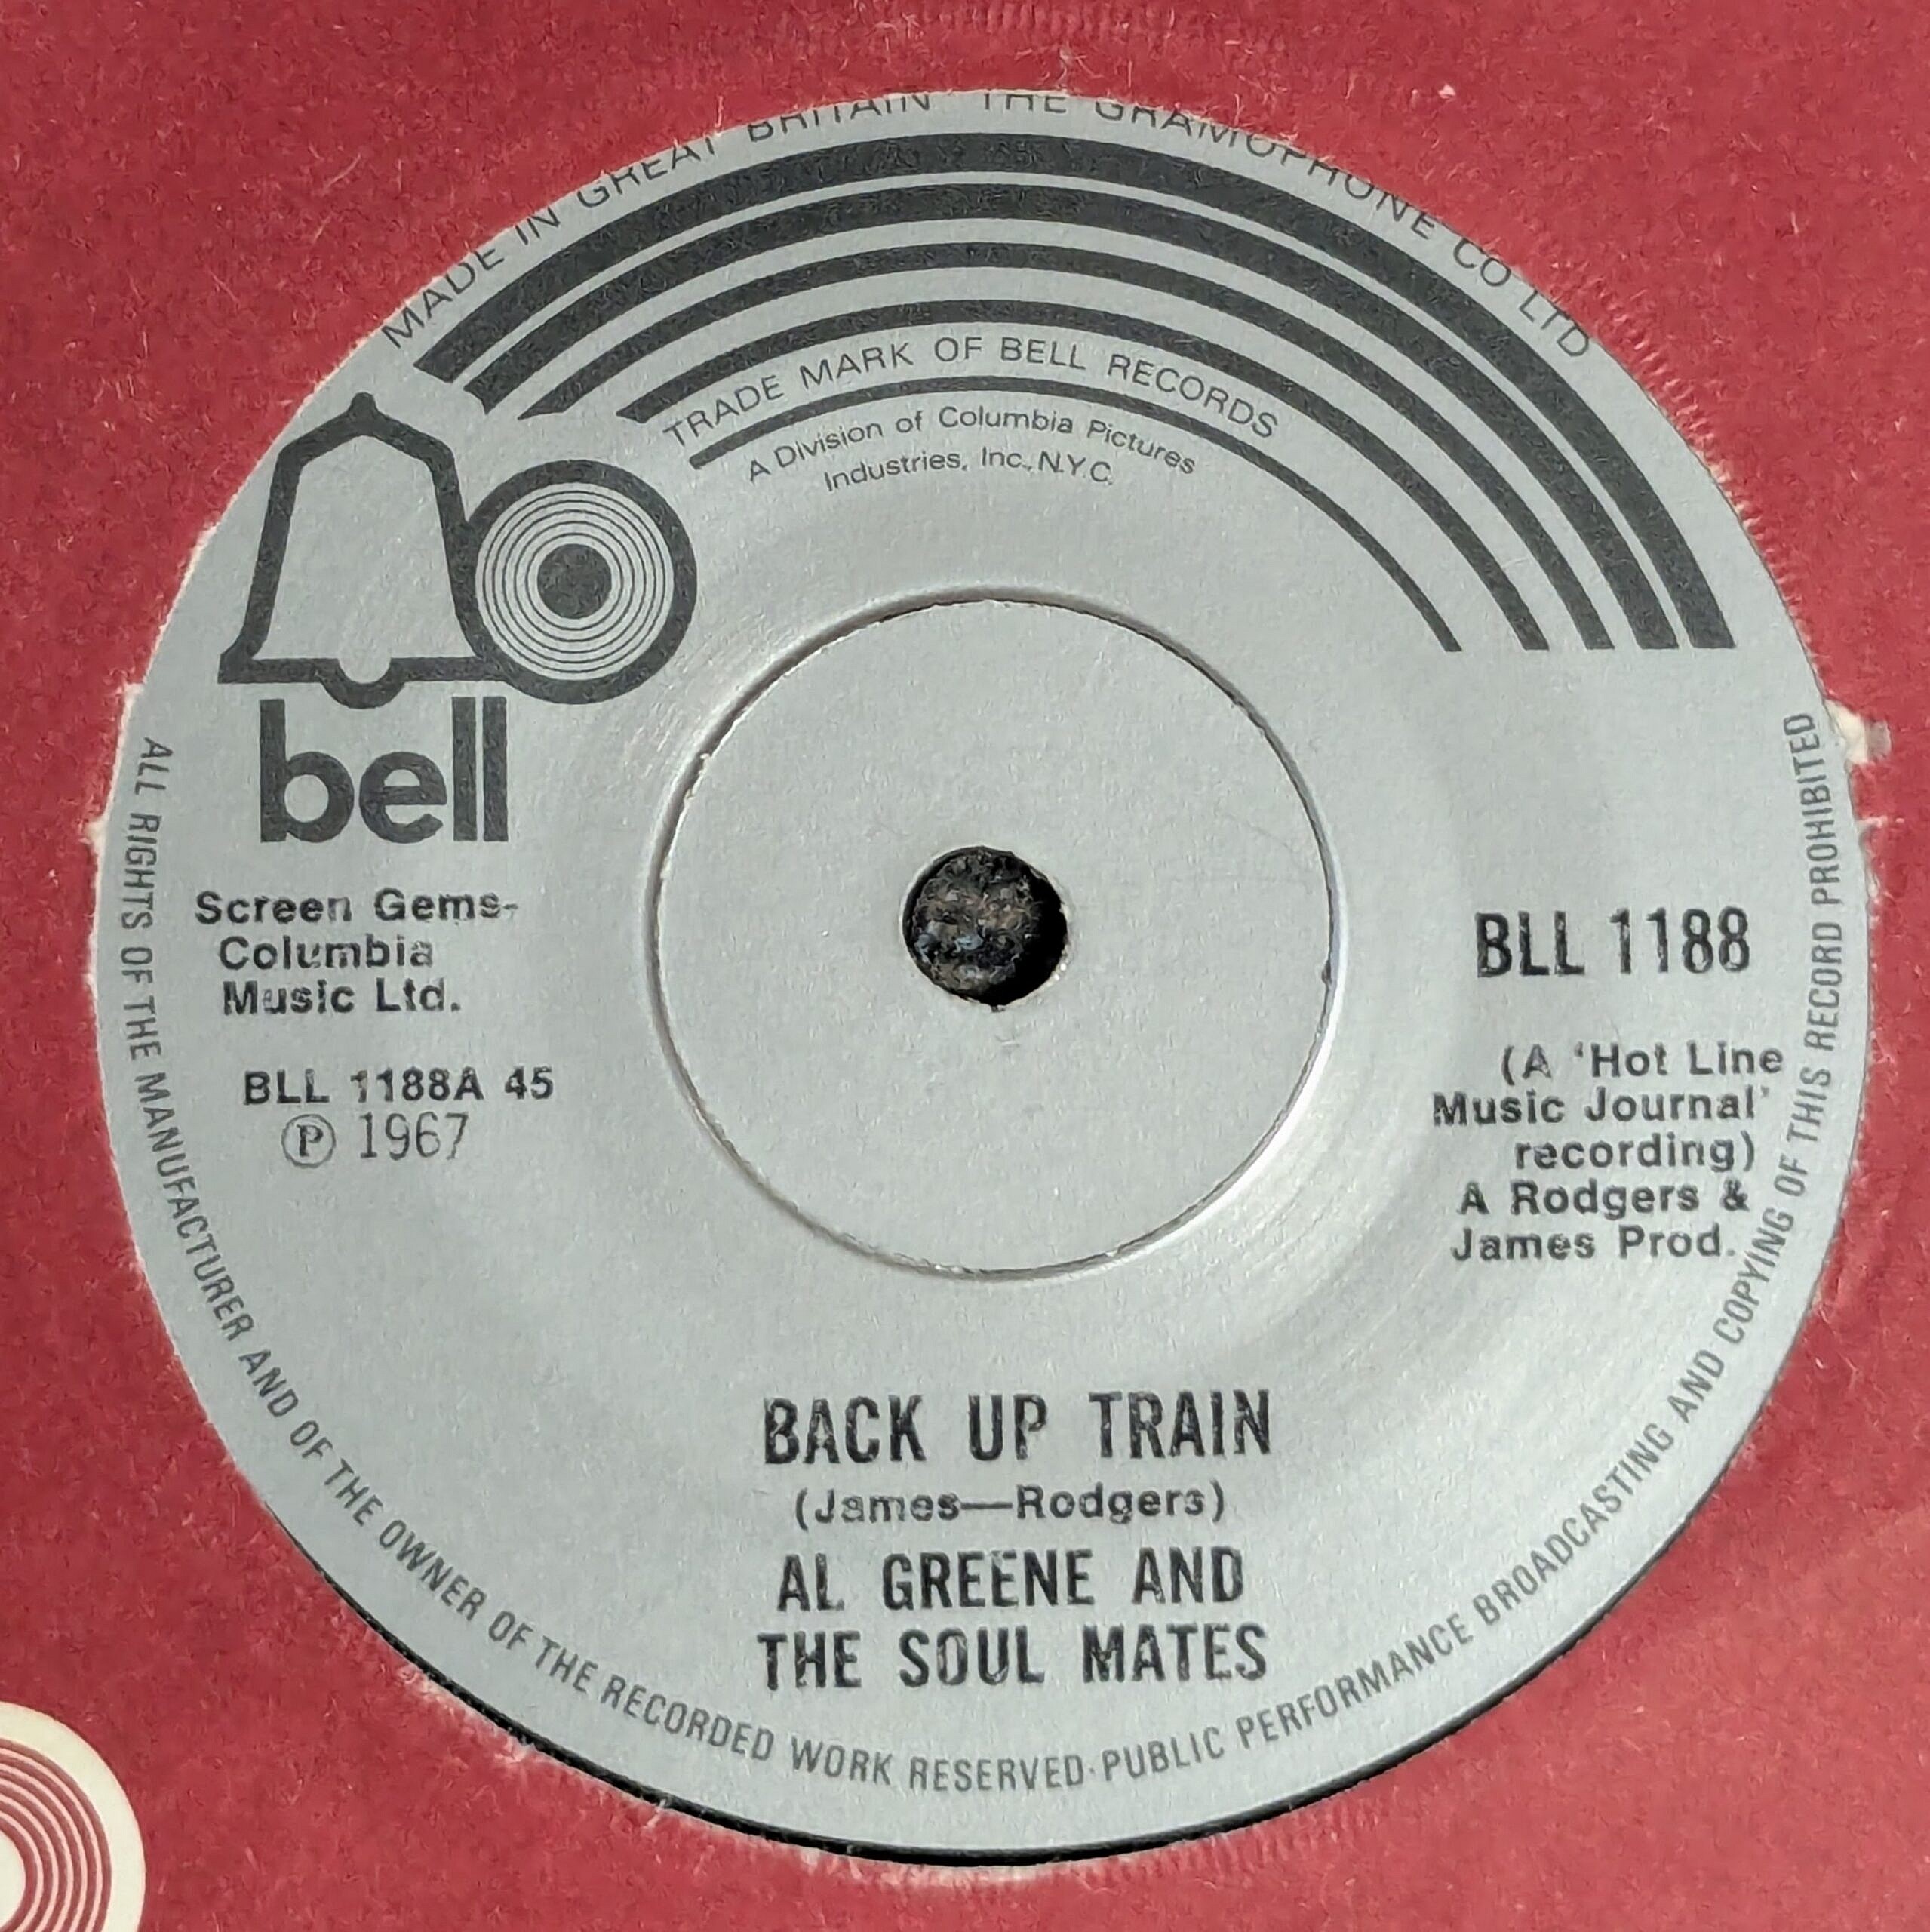 MADE IN GREAT BRITAIN THE GRAMOPHONE CO LTD
TRADE MARK OF BELL RECORDS
A Division of Columbia Pictures
Industries, Inc., N.Y.C.
bell
Screen Gems-
Columbia
Music Ltd.
BLL 1188A 45
Ⓟ 1967
BLL 1188
(A ‘Hot Line
Music Journal’
recording)
A Rodgers &
James Prod.
BACK UP TRAIN
(James—Rodgers)
AL GREENE AND
THE SOUL MATES
ALL RIGHTS OF THE MANUFACTURER AND OF THE OWNER OF THE RECORDED WORK RESERVED·PUBLIC PERFORMANCE BROADCASTING AND COPYING OF THIS RECORD PROHIBITED